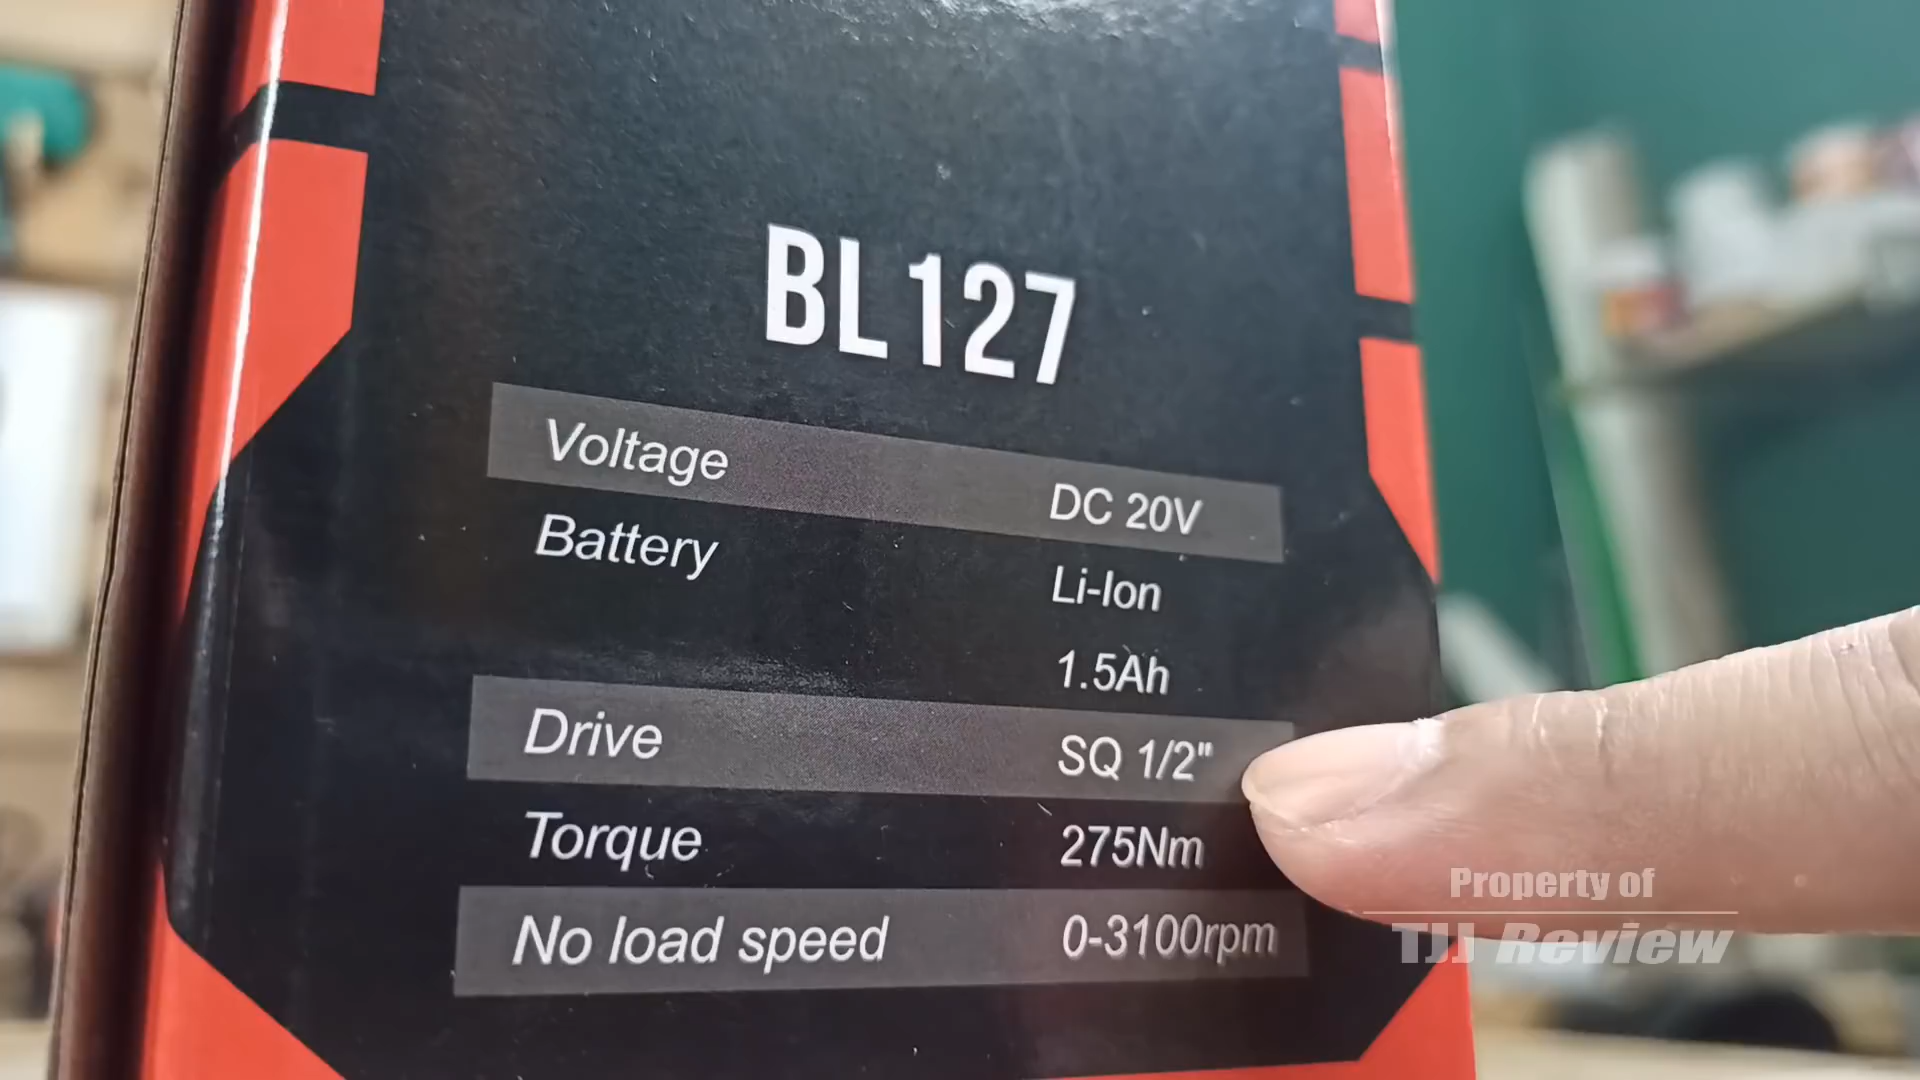 BL127
Voltage DC 20V
Battery Li-Ion
1.5Ah
Drive SQ 1/2"
Torque 275Nm
No load speed 0-3100rpm
Property of
TJJ Review